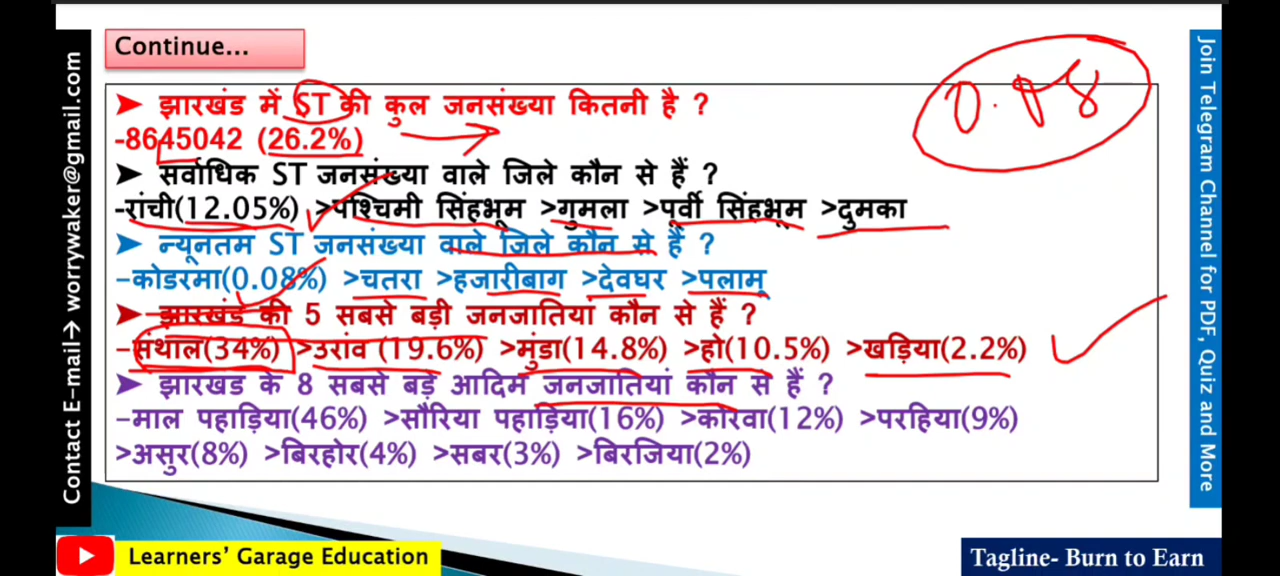 Continue...
0.08
➤ झारखंड में ST की कुल जनसंख्या कितनी है ?
-8645042 (26.2%)
➤ सर्वाधिक ST जनसंख्या वाले जिले कौन से हैं ?
-रांची(12.05%) >पश्चिमी सिंहभूम >गुमला >पूर्वी सिंहभूम >दुमका
➤ न्यूनतम ST जनसंख्या वाले जिले कौन से हैं ?
-कोडरमा(0.08%) >चतरा >हजारीबाग >देवघर >पलामू
➤ झारखंड की 5 सबसे बड़ी जनजातियां कौन से हैं ?
-संथाल(34%) >उरांव (19.6%) >मुंडा(14.8%) >हो(10.5%) >खड़िया(2.2%)
➤ झारखंड के 8 सबसे बड़े आदिम जनजातियां कौन से हैं ?
-माल पहाड़िया(46%) >सौरिया पहाड़िया(16%) >कोरवा(12%) >परहिया(9%)
>असुर(8%) >बिरहोर(4%) >सबर(3%) >बिरजिया(2%)
Contact E-mail→ worrywaker@gmail.com
Join Telegram Channel for PDF, Quiz and More
Learners' Garage Education
Tagline- Burn to Earn